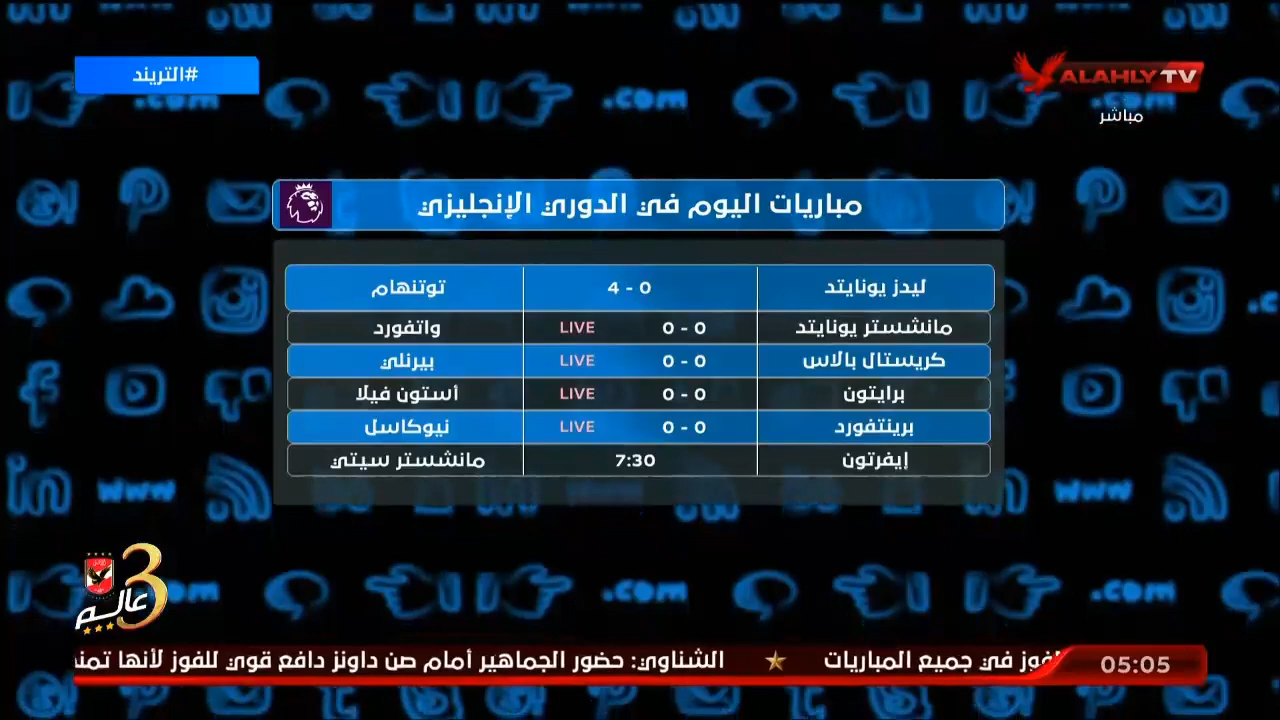 #التريند
ALAHLY TV
مباشر
مباريات اليوم في الدوري الإنجليزي
ليدز يونايتد 0 - 4 توتنهام
مانشستر يونايتد 0 - 0 LIVE واتفورد
كريستال بالاس 0 - 0 LIVE بيرنلي
برايتون 0 - 0 LIVE أستون فيلا
برينتفورد 0 - 0 LIVE نيوكاسل
إيفرتون 7:30 مانشستر سيتي
3 عالم
05:05 في جميع المباريات ★ الشناوي: حضور الجماهير أمام صن داونز دافع قوي للفوز لأنها